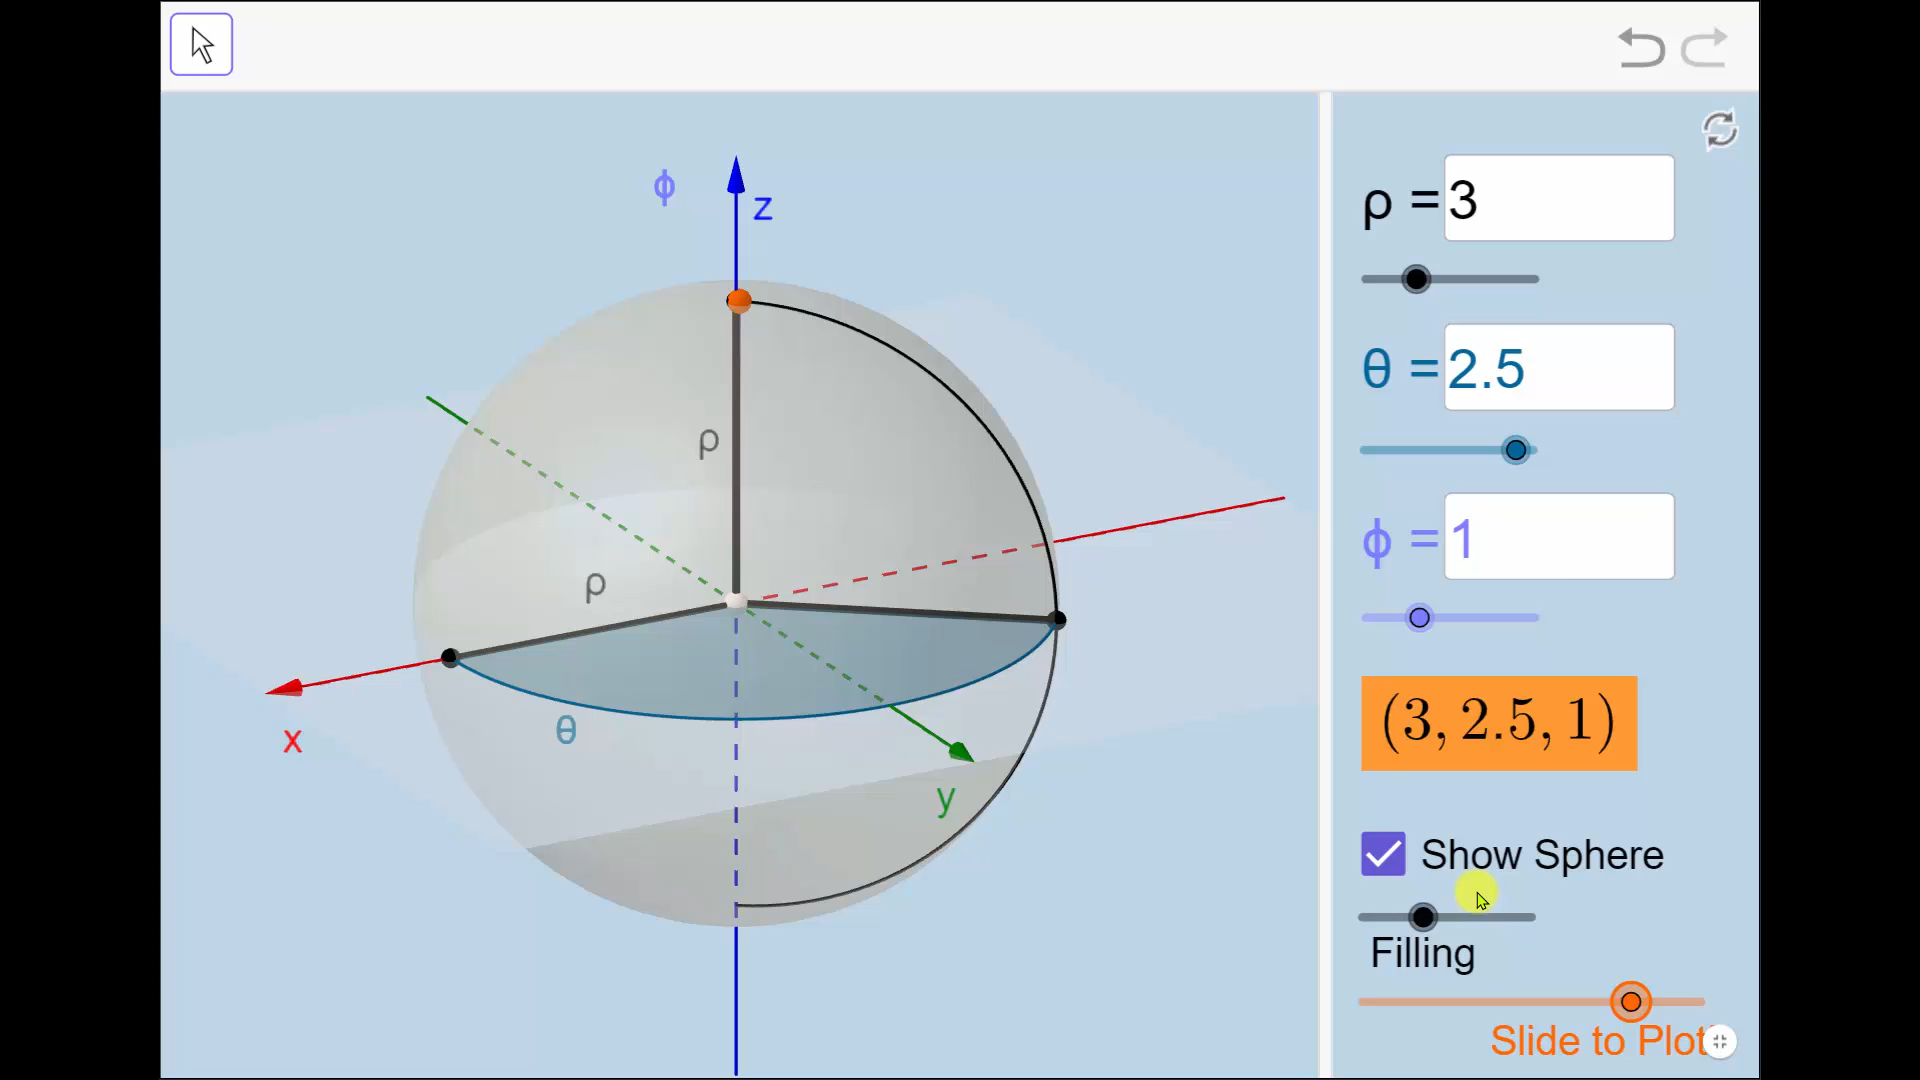 ϕ
z
ρ
ρ
θ
x
y
ρ = 3
θ = 2.5
ϕ = 1
(3, 2.5, 1)
Show Sphere
Filling
Slide to Plot